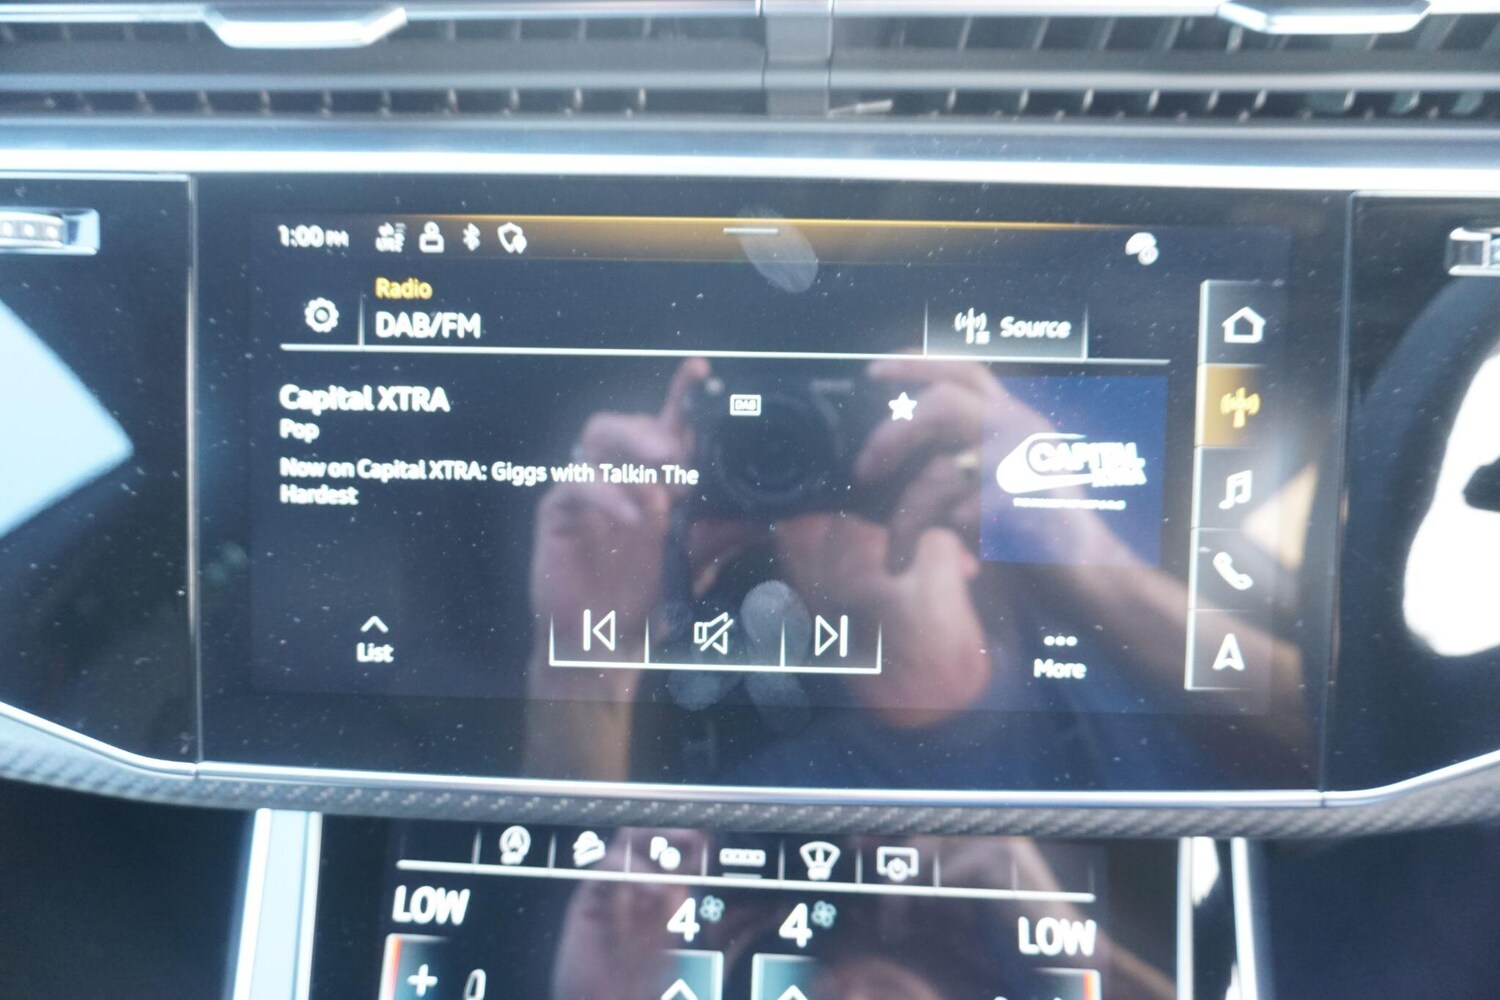 1:00 PM
Radio
DAB/FM
Source
Capital XTRA
DAB
Pop
Now on Capital XTRA: Giggs with Talkin The
Hardest
CAPITAL
XTRA
List
More
LOW
4
4
LOW